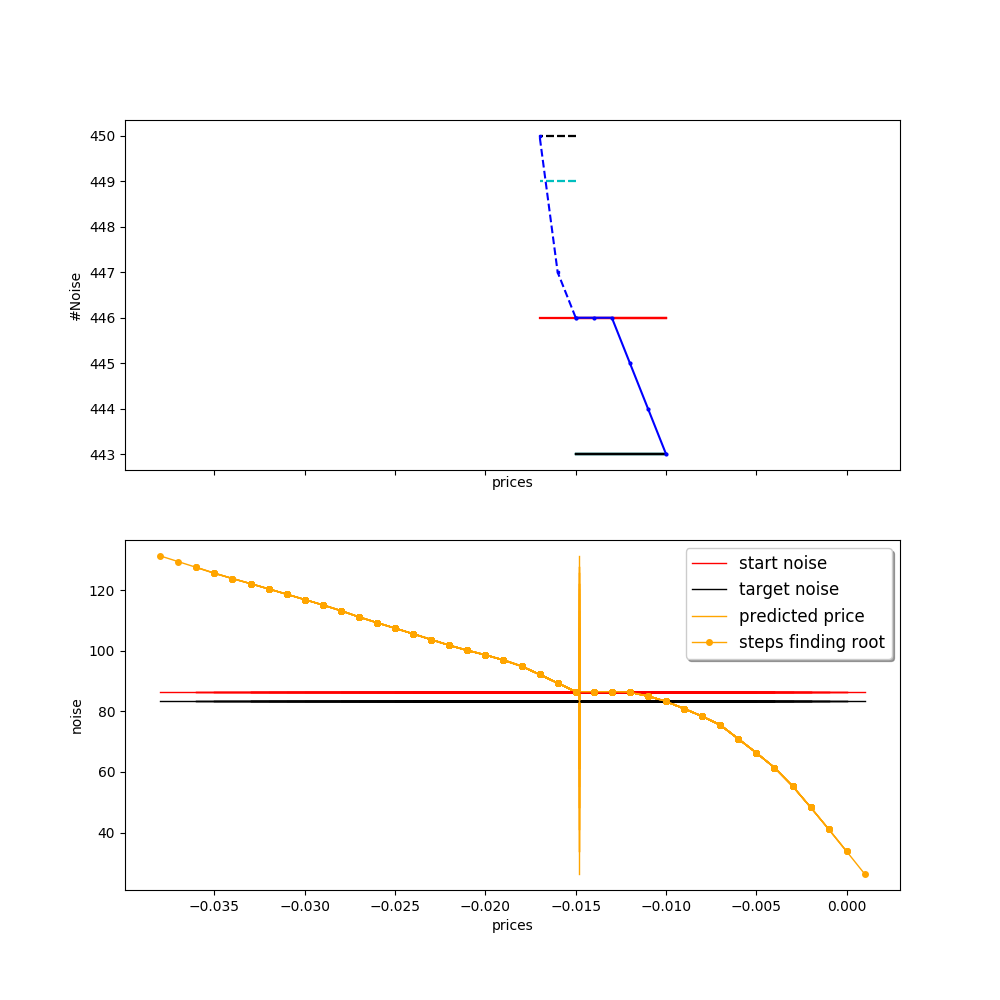 450
449
448
447
446
445
444
443
#Noise
prices
120
100
80
60
40
noise
start noise
target noise
predicted price
steps finding root
−0.035
−0.030
−0.025
−0.020
−0.015
−0.010
−0.005
0.000
prices